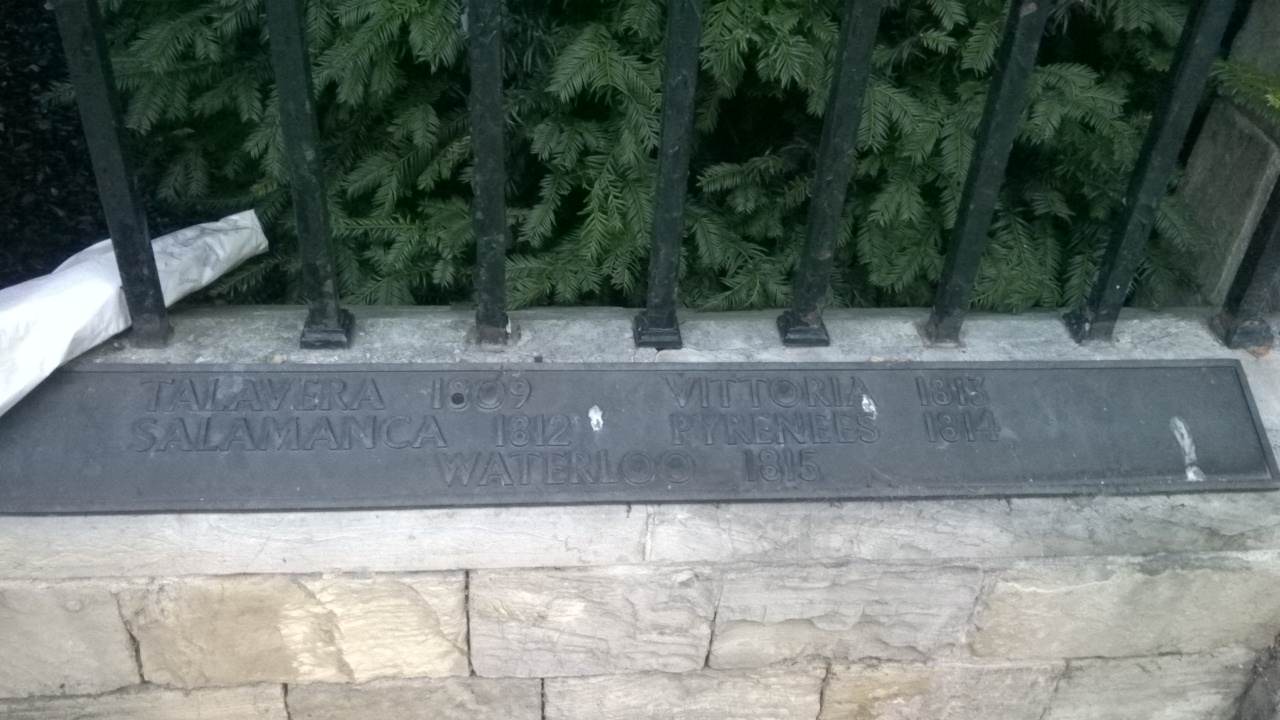 TALAVERA 1809 VITTORIA 1813
SALAMANCA 1812 PYRENEES 1814
WATERLOO 1815